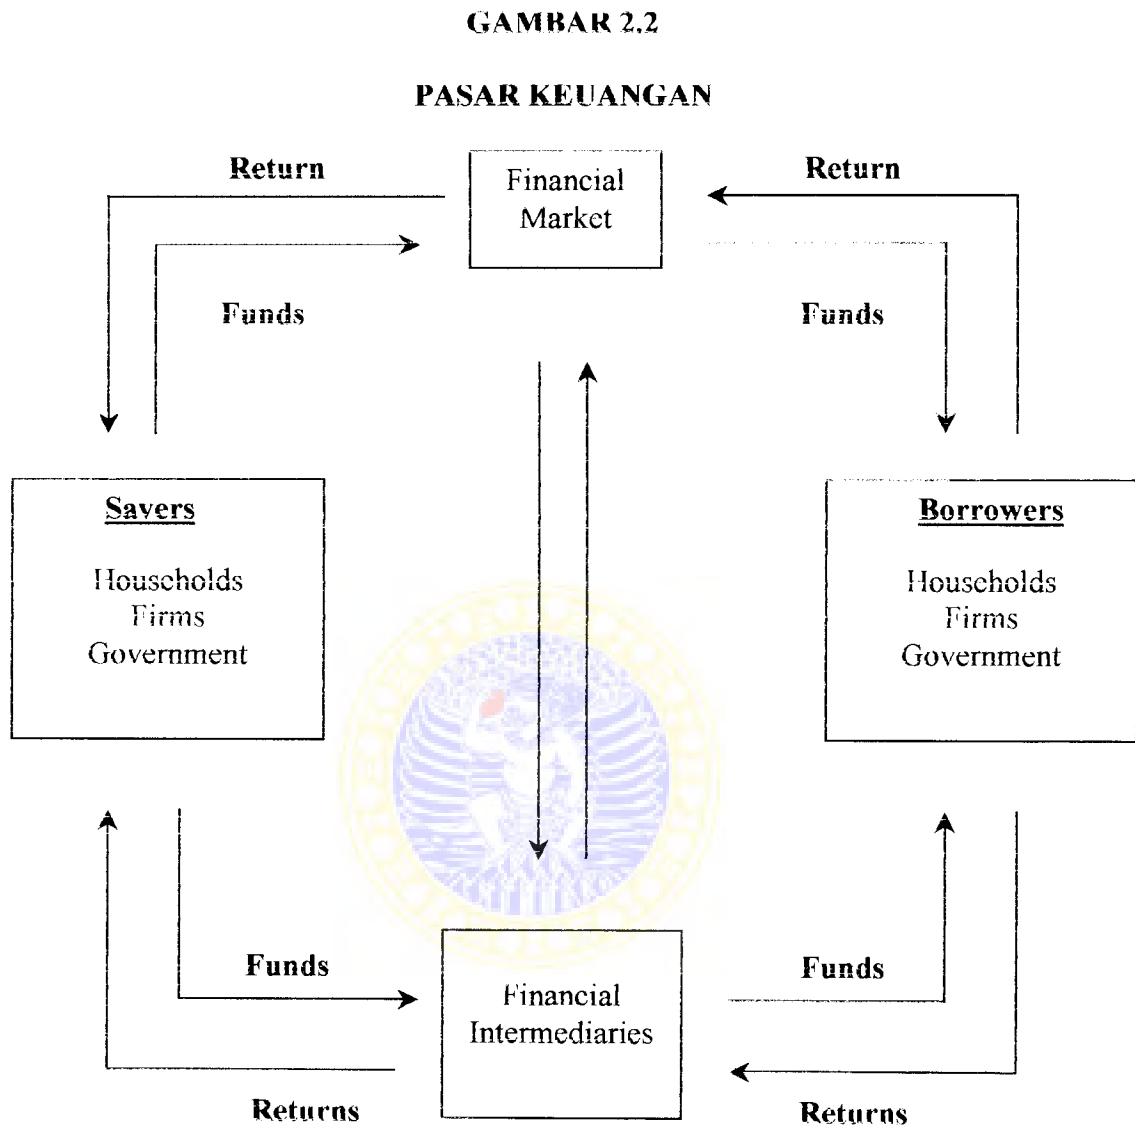 GAMBAR 2.2
PASAR KEUANGAN
Return
Financial
Market
Return
Funds
Funds
Savers
Households
Firms
Government
Borrowers
Households
Firms
Government
Funds
Financial
Intermediaries
Funds
Returns
Returns